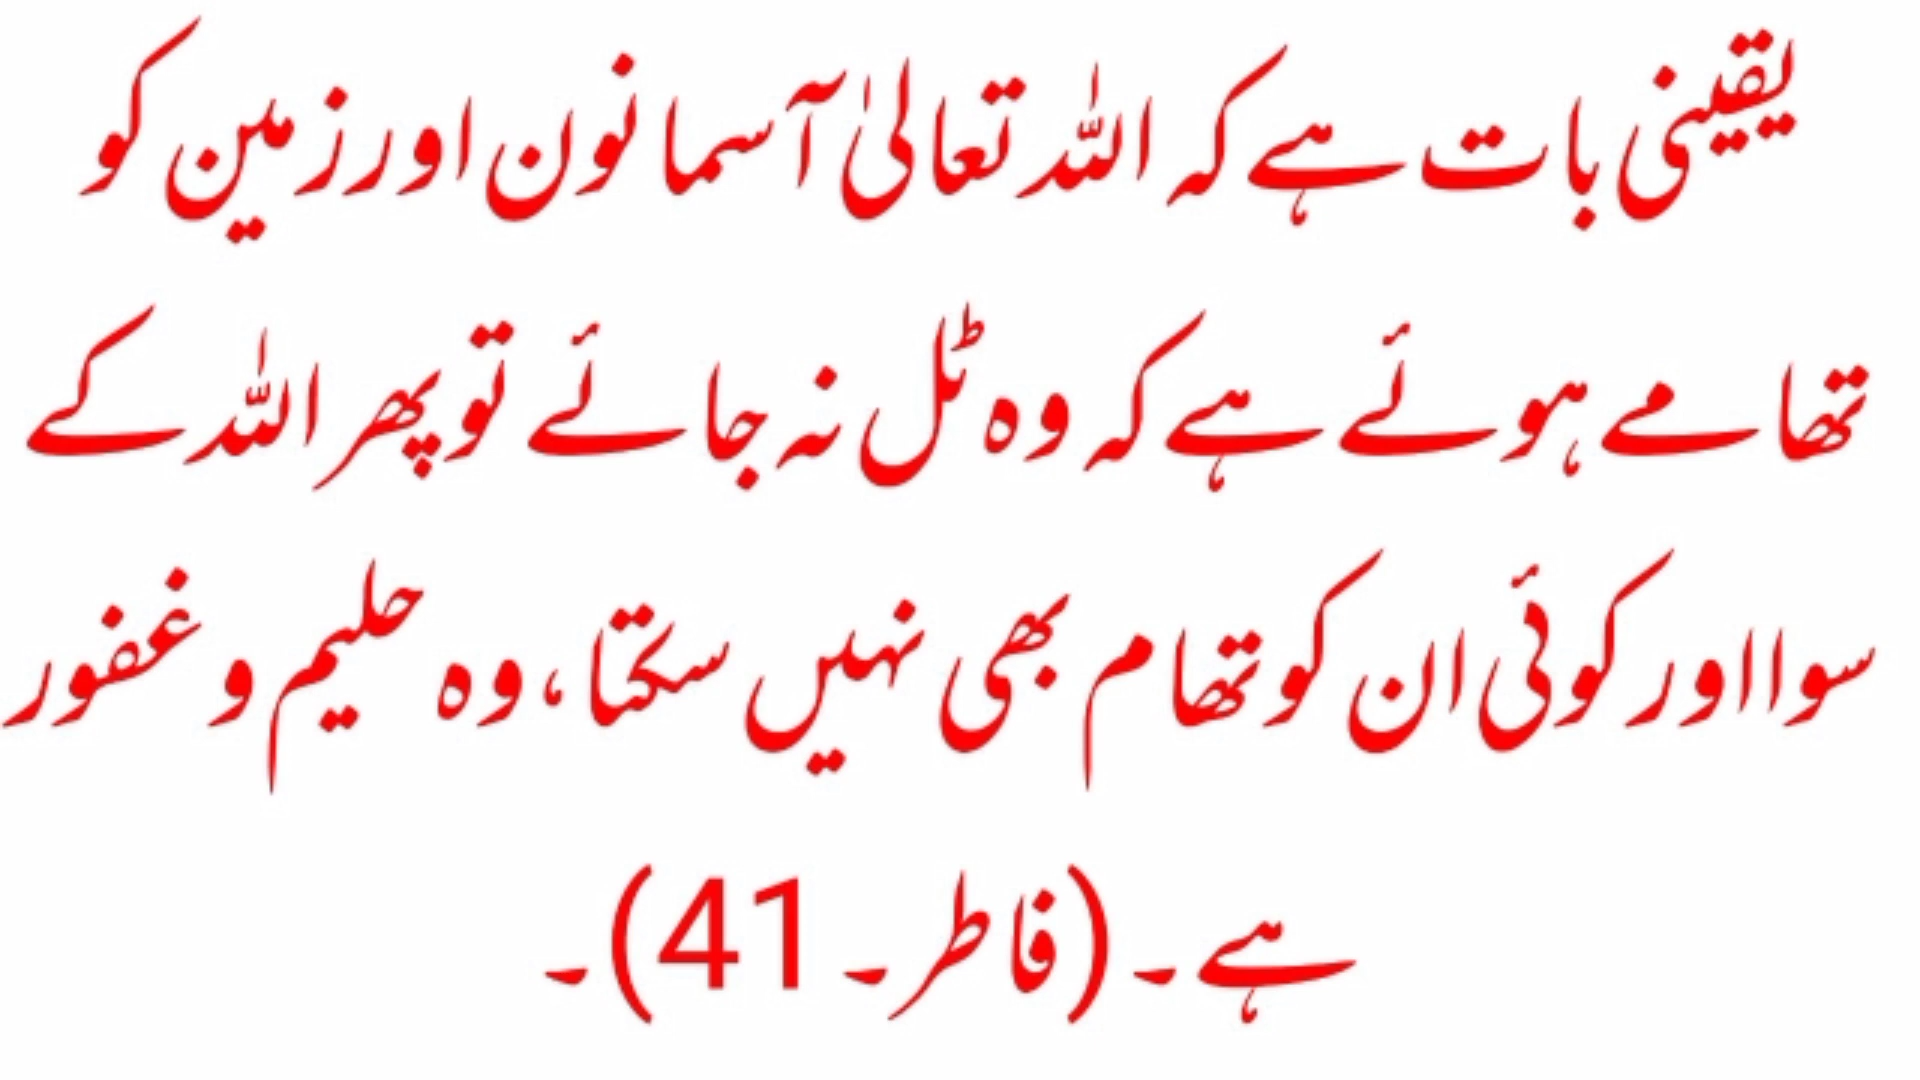 یقینی بات ہے کہ اللہ تعالیٰ آسمانون اور زمین کو
تھامے ہوئے ہے کہ وہ ٹل نہ جائے تو پھر اللہ کے
سوا اور کوئی ان کو تھام بھی نہیں سکتا، وہ حلیم و غفور
ہے۔(فاطر۔41)۔